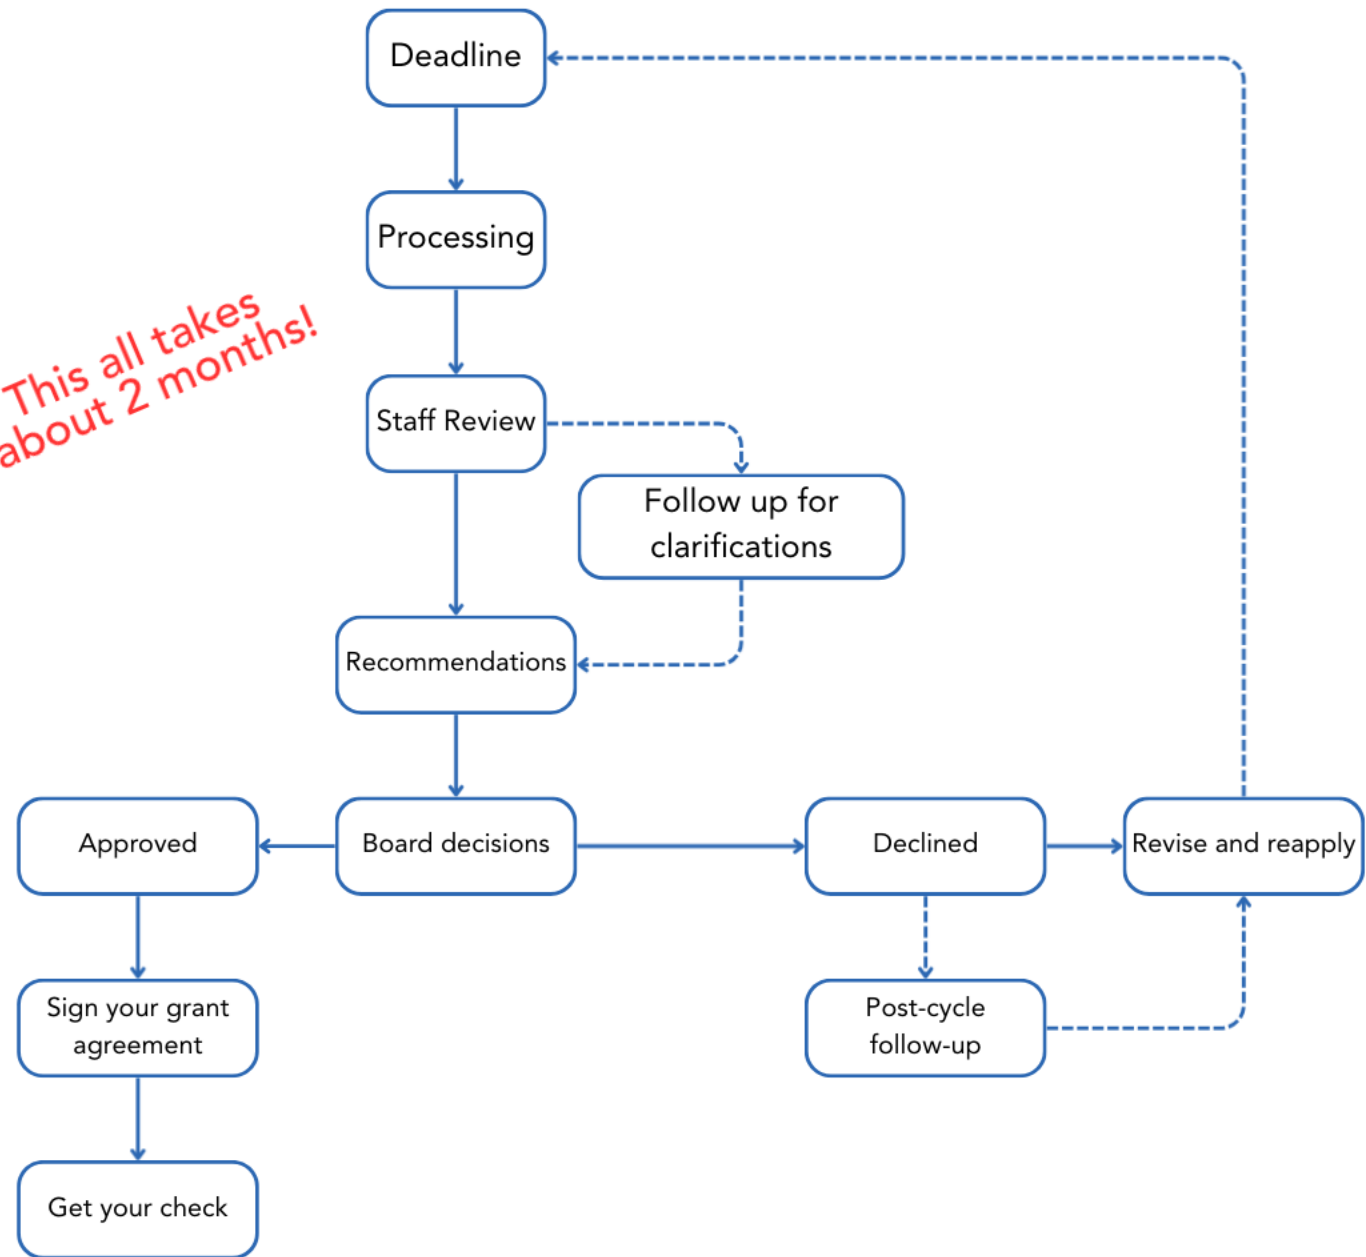 Deadline
Processing
This all takes
about 2 months!
Staff Review
Follow up for
clarifications
Recommendations
Approved
Board decisions
Declined
Revise and reapply
Sign your grant
agreement
Post-cycle
follow-up
Get your check